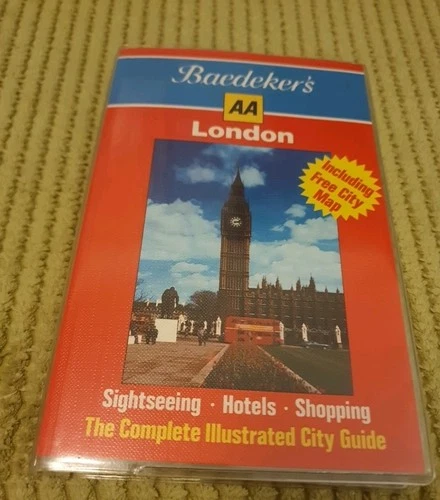 Baedeker's
AA
London
Including
Free City
Map
Sightseeing · Hotels · Shopping
The Complete Illustrated City Guide